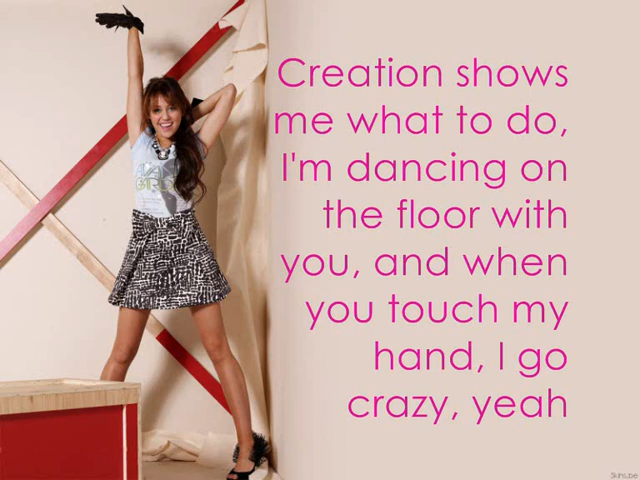 Creation shows
me what to do,
I'm dancing on
the floor with
you, and when
you touch my
hand, I go
crazy, yeah